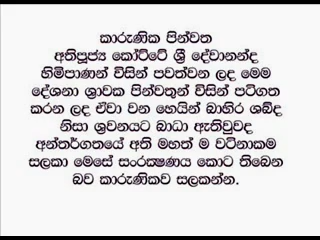 කාරුණික පින්වත
අතිපූජ්‍ය කෝට්ටේ ශ්‍රී දේවානන්ද
හිමිපාණන් විසින් පවත්වන ලද මෙම
දේශනා ශ්‍රාවක පින්වතුන් විසින් පටිගත
කරන ලද ඒවා වන හෙයින් බාහිර ශබ්ද
නිසා ශ්‍රවනයට බාධා ඇතිවුවද
අන්තර්ගතයේ අති මහත් ම වටිනාකම
සලකා මෙසේ සංරක්‍ෂණය කොට තිබෙන
බව කාරුණිකව සලකන්න.